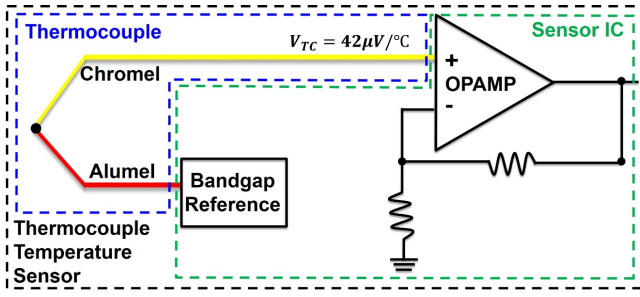 Thermocouple
V_TC = 42μV/°C
Sensor IC
Chromel
+
OPAMP
-
Alumel
Bandgap
Reference
Thermocouple
Temperature
Sensor